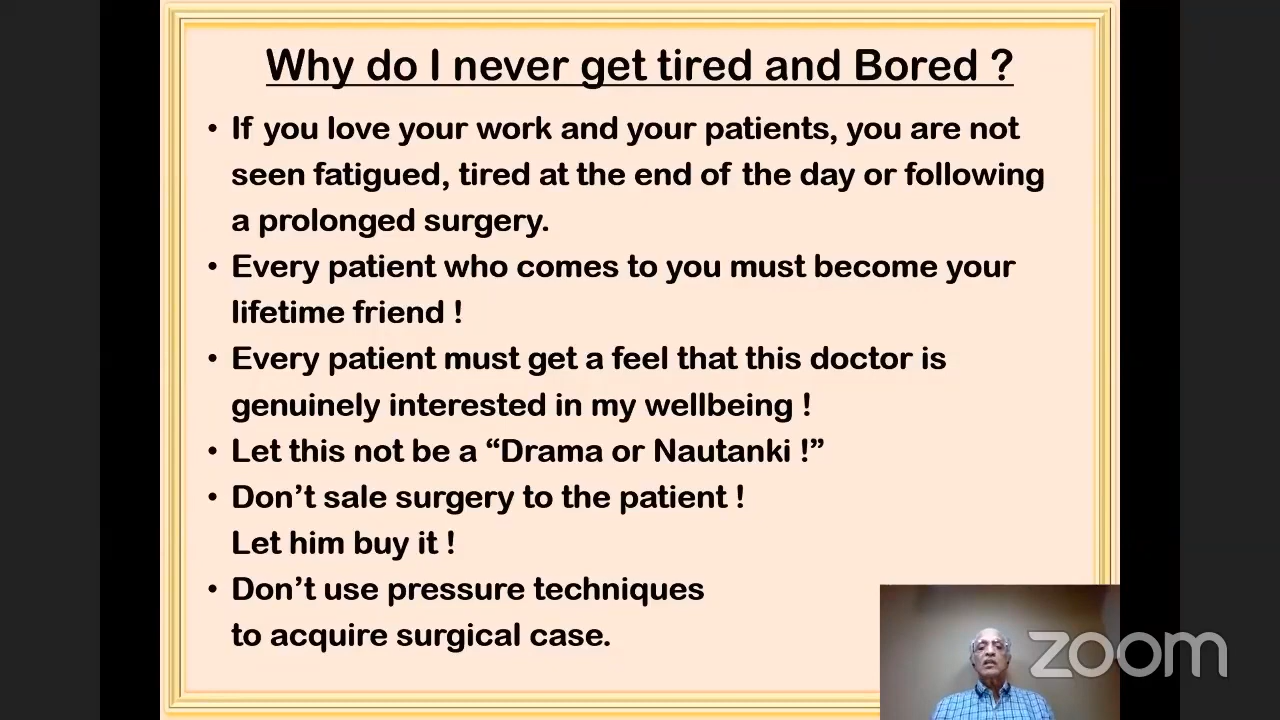 Why do I never get tired and Bored ?
• If you love your work and your patients, you are not
seen fatigued, tired at the end of the day or following
a prolonged surgery.
• Every patient who comes to you must become your
lifetime friend !
• Every patient must get a feel that this doctor is
genuinely interested in my wellbeing !
• Let this not be a “Drama or Nautanki !”
• Don’t sale surgery to the patient !
Let him buy it !
• Don’t use pressure techniques
to acquire surgical case.
zoom